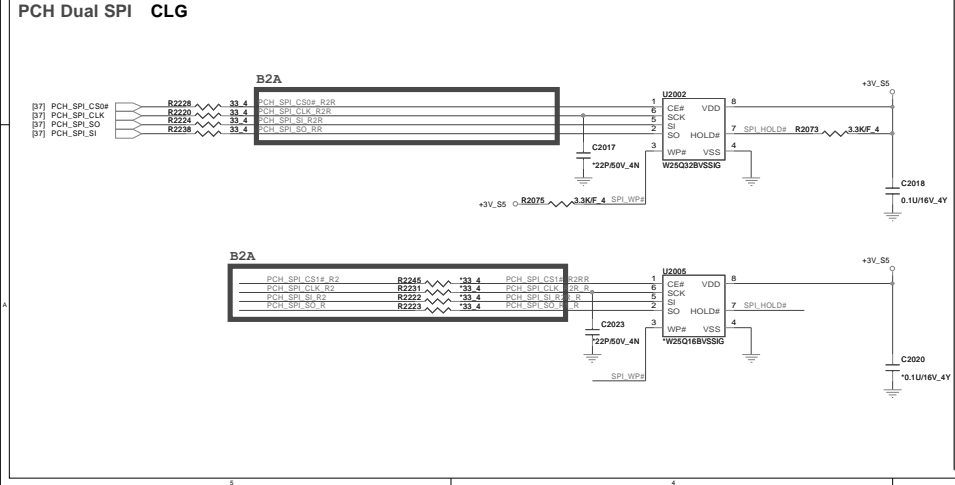 PCH Dual SPI CLG
B2A
+3V_S5
U2002
[37] PCH_SPI_CS0# R2228 33_4 PCH_SPI_CS0#_R2R 1 CE# VDD 8
[37] PCH_SPI_CLK R2220 33_4 PCH_SPI_CLK_R2R 6 SCK
[37] PCH_SPI_SO R2224 33_4 PCH_SPI_SI_R2R 5 SI
[37] PCH_SPI_SI R2238 33_4 PCH_SPI_SO_RR 2 SO HOLD# 7 SPI_HOLD# R2073 3.3K/F_4
3 WP# VSS 4
C2017
*22P/50V_4N
W25Q32BVSSIG
C2018
0.1U/16V_4Y
+3V_S5 R2075 3.3K/F_4 SPI_WP#
B2A
+3V_S5
U2005
PCH_SPI_CS1#_R2 R2245 *33_4 PCH_SPI_CS1#_R2RR 1 CE# VDD 8
PCH_SPI_CLK_R2 R2231 *33_4 PCH_SPI_CLK_R2R_R 6 SCK
PCH_SPI_SI_R2 R2222 *33_4 PCH_SPI_SI_R2R_R 5 SI
PCH_SPI_SO_R R2223 *33_4 2 SO HOLD# 7 SPI_HOLD#
C2023
3 WP# VSS 4
*22P/50V_4N
*W25Q16BVSSIG
C2020
*0.1U/16V_4Y
SPI_WP#
A
5 4